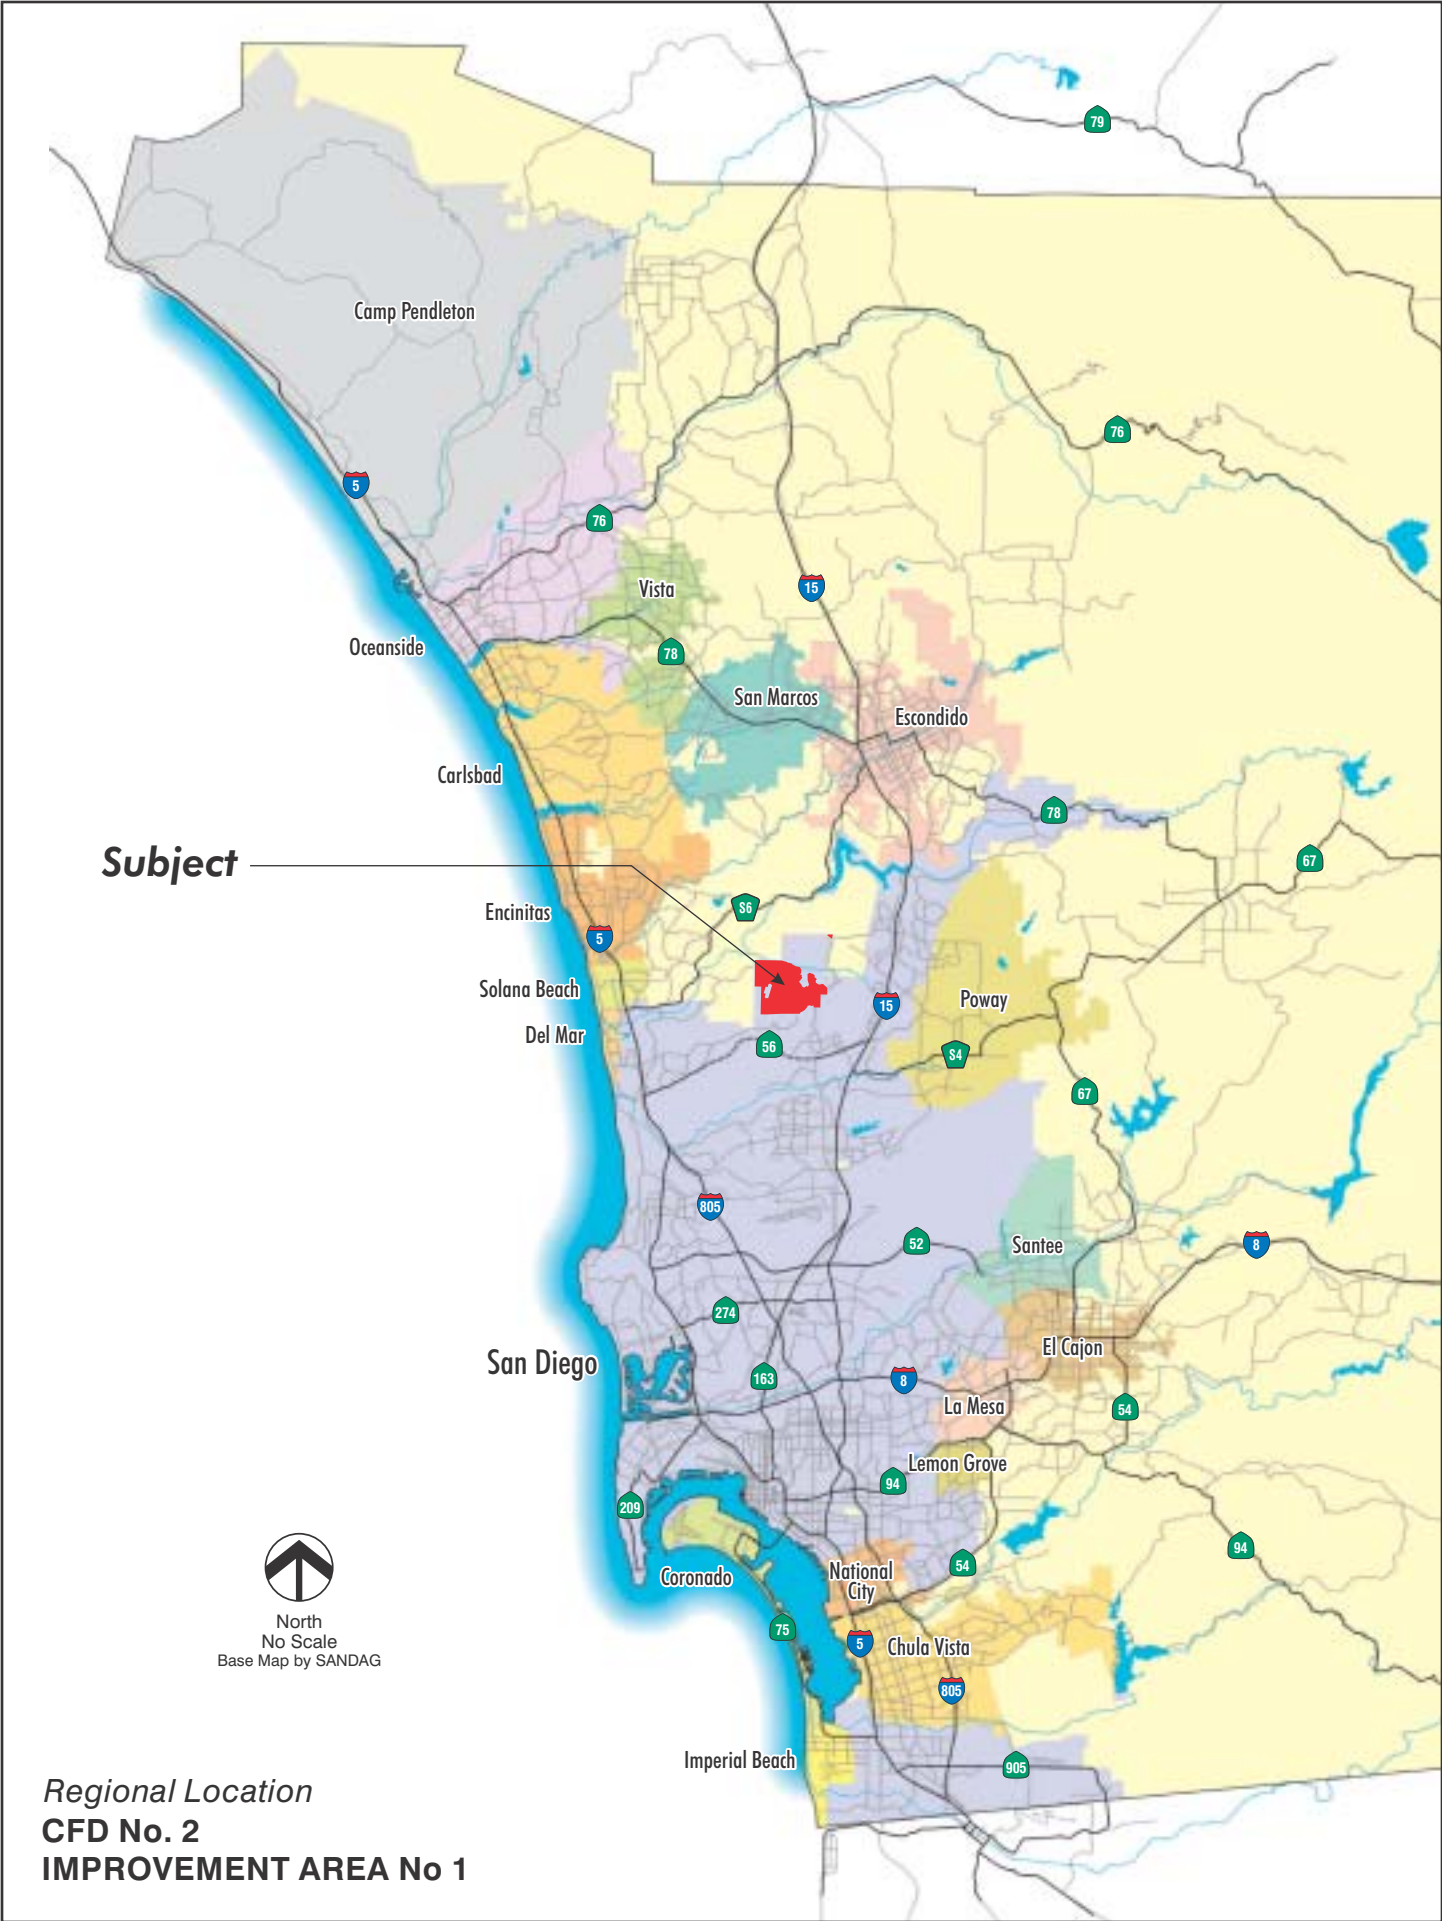 79
Camp Pendleton
76
5
76
15
Vista
Oceanside
78
San Marcos
Escondido
Carlsbad
78
67
Subject
S6
Encinitas
5
Solana Beach
15
Poway
Del Mar
56
S4
67
805
52
Santee
8
274
El Cajon
San Diego
163
8
La Mesa
54
Lemon Grove
94
209
94
54
National
City
Coronado
North
No Scale
Base Map by SANDAG
75
5
Chula Vista
805
Imperial Beach
905
Regional Location
CFD No. 2
IMPROVEMENT AREA No 1